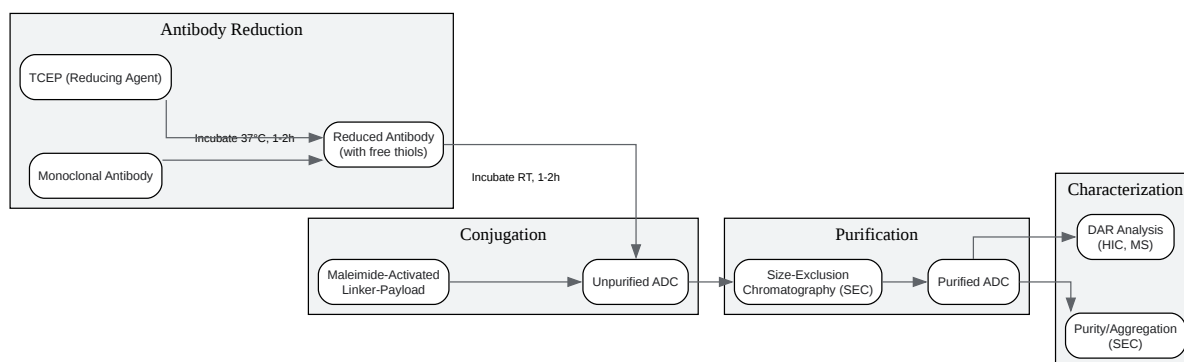 Antibody Reduction
TCEP (Reducing Agent)
Incubate 37°C, 1-2h
Reduced Antibody
(with free thiols)
Monoclonal Antibody
Incubate RT, 1-2h
Conjugation
Maleimide-Activated
Linker-Payload
Unpurified ADC
Purification
Size-Exclusion
Chromatography (SEC)
Purified ADC
Characterization
DAR Analysis
(HIC, MS)
Purity/Aggregation
(SEC)